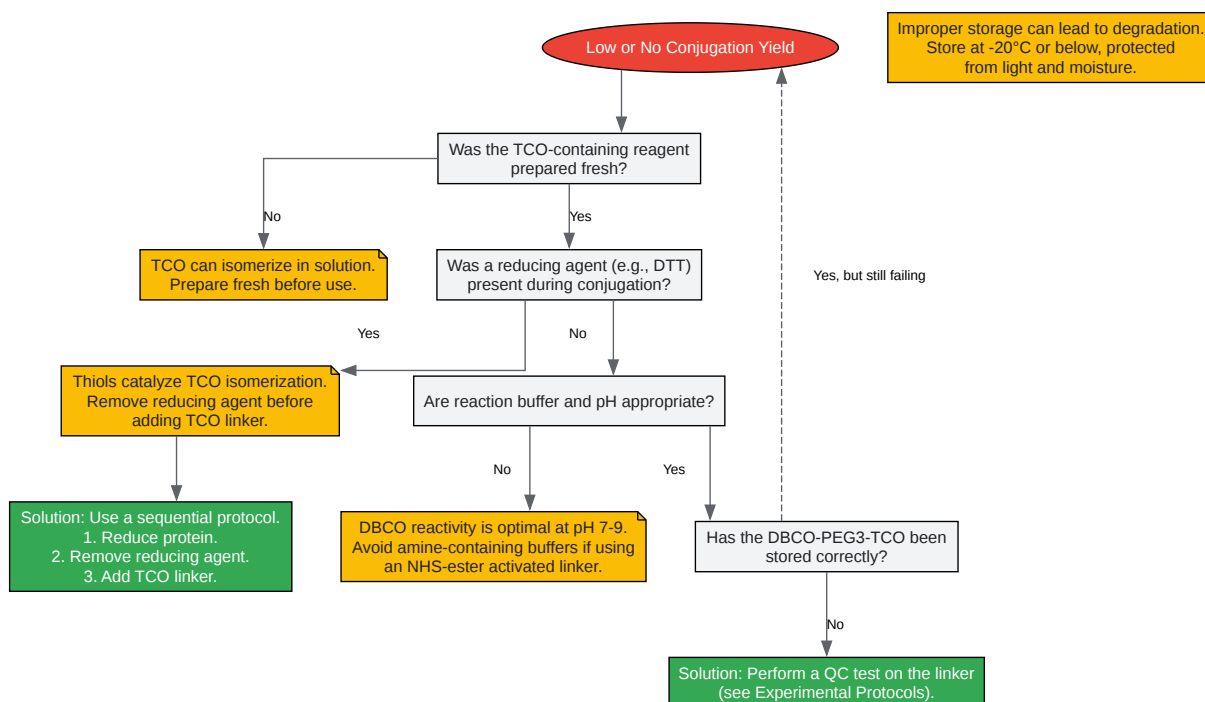 Low or No Conjugation Yield
Improper storage can lead to degradation.
Store at -20°C or below, protected
from light and moisture.
Was the TCO-containing reagent
prepared fresh?
No
Yes
TCO can isomerize in solution.
Prepare fresh before use.
Was a reducing agent (e.g., DTT)
present during conjugation?
Yes, but still failing
Yes
No
Thiols catalyze TCO isomerization.
Remove reducing agent before
adding TCO linker.
Are reaction buffer and pH appropriate?
No
Yes
Solution: Use a sequential protocol.
1. Reduce protein.
2. Remove reducing agent.
3. Add TCO linker.
DBCO reactivity is optimal at pH 7-9.
Avoid amine-containing buffers if using
an NHS-ester activated linker.
Has the DBCO-PEG3-TCO been
stored correctly?
No
Solution: Perform a QC test on the linker
(see Experimental Protocols).